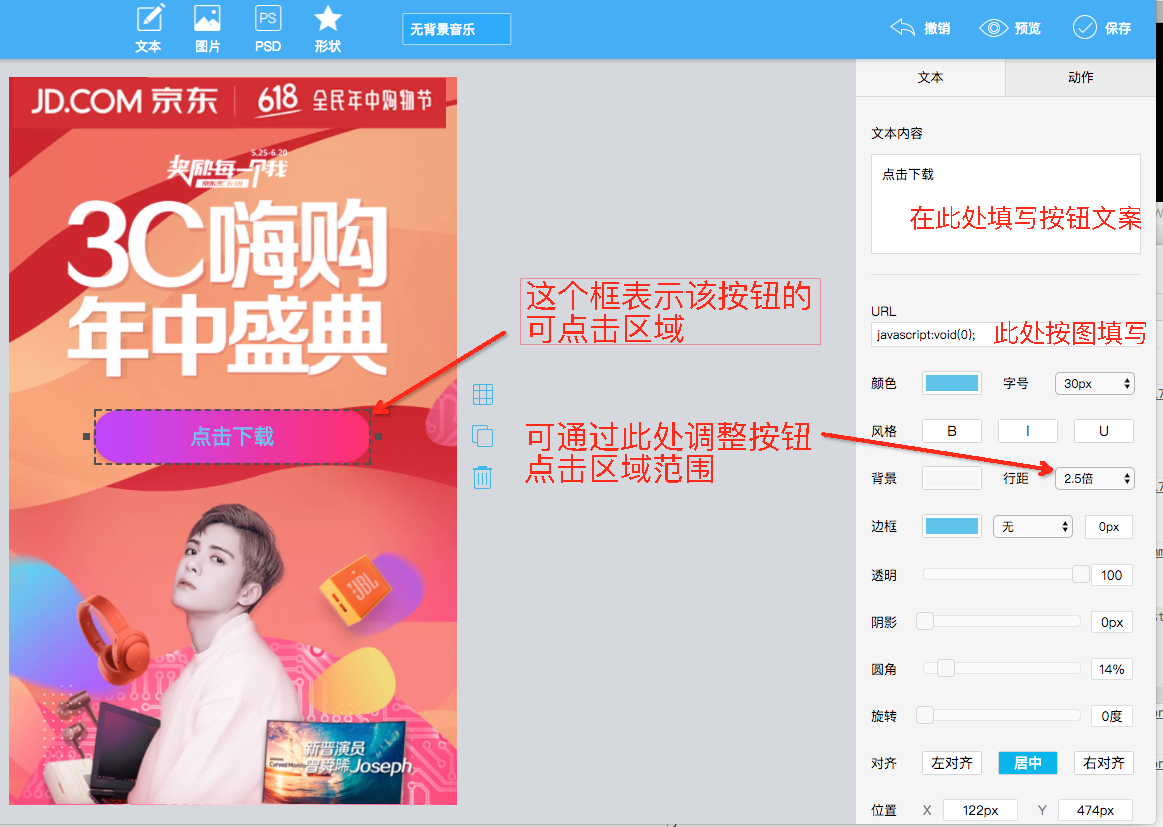 文本 图片 PSD 形状 无背景音乐 撤销 预览 保存
PS
JD.COM 京东 618 全民年中购物节
5.25-6.20
奖励每一个我
3C嗨购
年中盛典
点击下载
JBL
新晋演员
曾舜晞Joseph
这个框表示该按钮的
可点击区域
可通过此处调整按钮
点击区域范围
文本 动作
文本内容
点击下载
在此处填写按钮文案
URL
javascript:void(0); 此处按图填写
颜色 字号 30px
风格 B I U
背景 行距 2.5倍
边框 无 0px
透明 100
阴影 0px
圆角 14%
旋转 0度
对齐 左对齐 居中 右对齐
位置 X 122px Y 474px